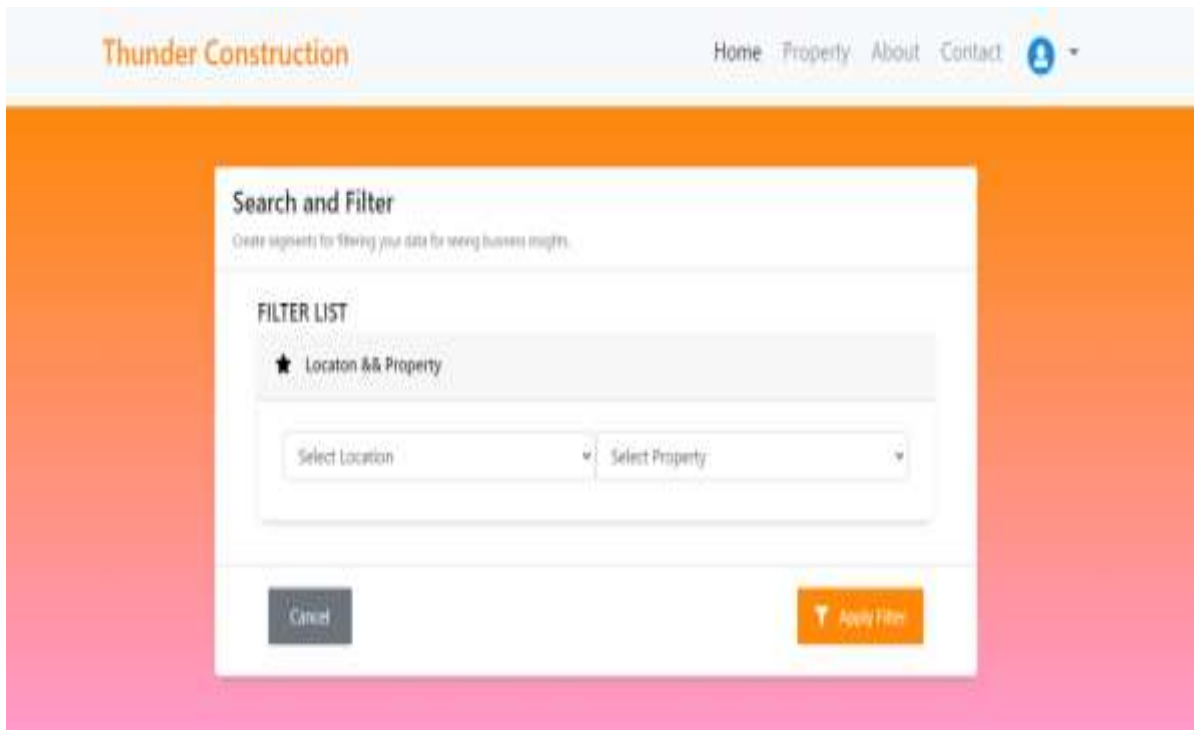 Thunder Construction
Home Property About Contact
Search and Filter
Create segments for filtering your data for seeing business insights.
FILTER LIST
Locaton && Property
Select Location Select Property
Cancel Apply Filter